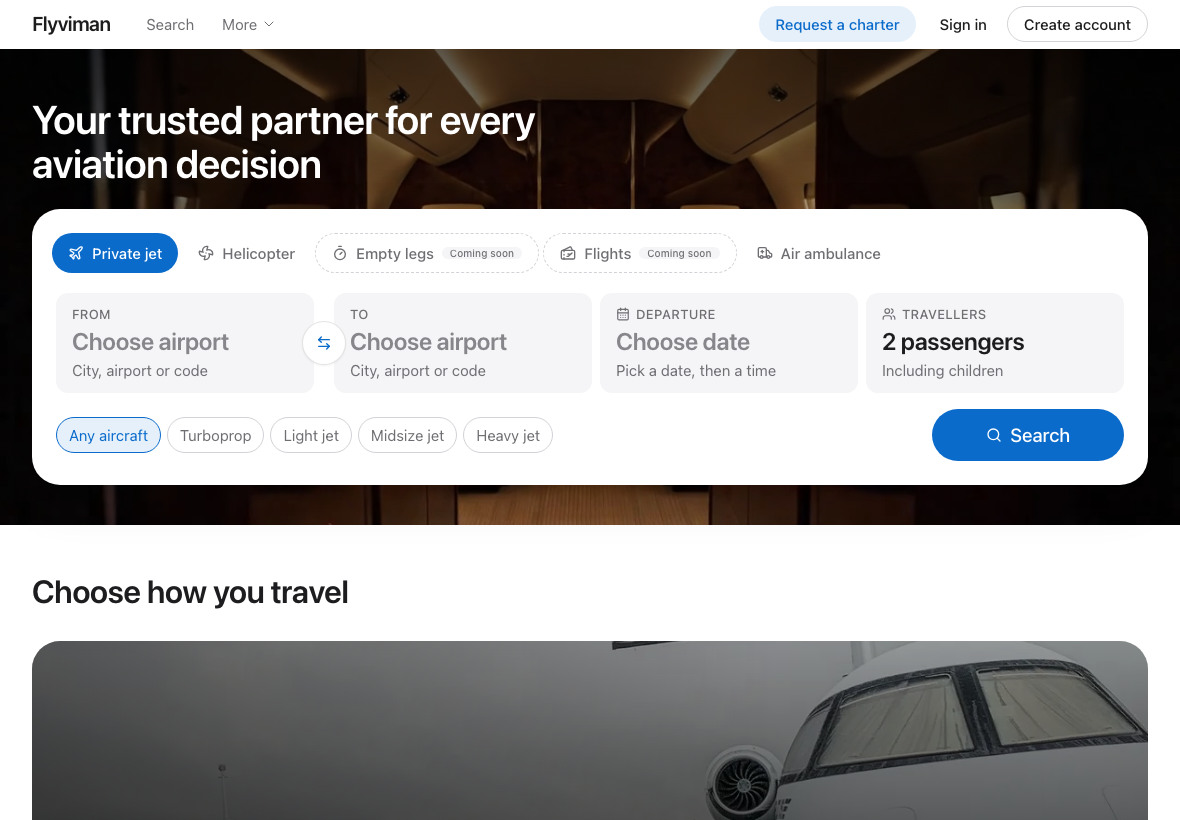 Flyviman
Search
More
Request a charter
Sign in
Create account
Your trusted partner for every
aviation decision
Private jet
Helicopter
Empty legs
Coming soon
Flights
Coming soon
Air ambulance
FROM
Choose airport
City, airport or code
TO
Choose airport
City, airport or code
DEPARTURE
Choose date
Pick a date, then a time
TRAVELLERS
2 passengers
Including children
Any aircraft
Turboprop
Light jet
Midsize jet
Heavy jet
Search
Choose how you travel